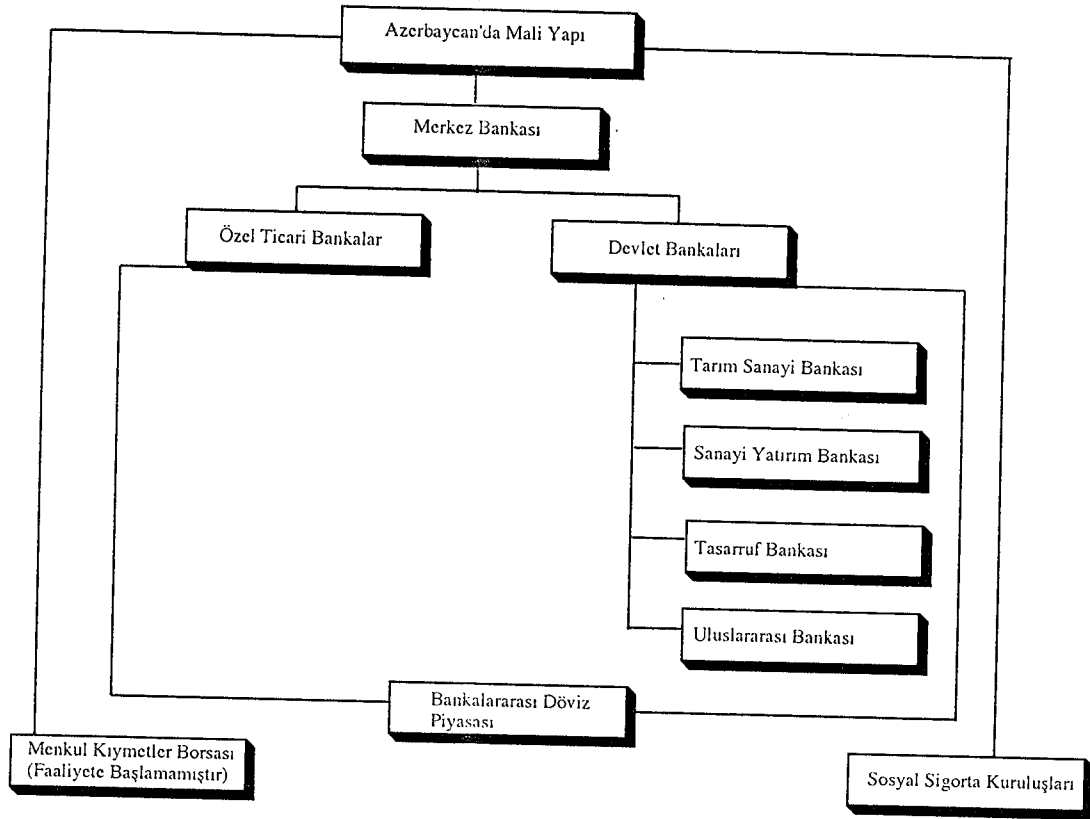 Azerbaycan'da Mali Yapı
Merkez Bankası
Özel Ticari Bankalar
Devlet Bankaları
Tarım Sanayi Bankası
Sanayi Yatırım Bankası
Tasarruf Bankası
Uluslararası Bankası
Bankalararası Döviz
Piyasası
Menkul Kıymetler Borsası
(Faaliyete Başlamamıştır)
Sosyal Sigorta Kuruluşları